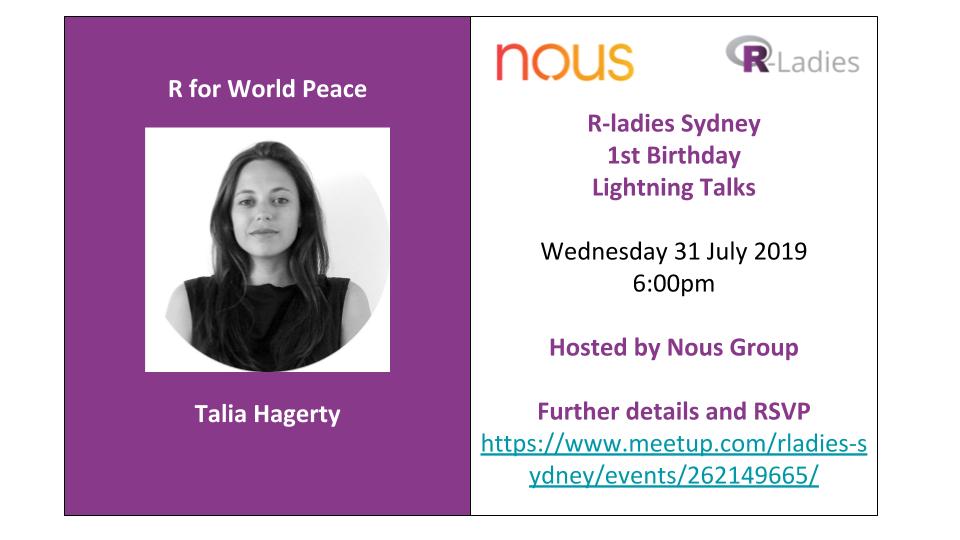 R for World Peace
Talia Hagerty
nous
R-Ladies
R-ladies Sydney
1st Birthday
Lightning Talks
Wednesday 31 July 2019
6:00pm
Hosted by Nous Group
Further details and RSVP
https://www.meetup.com/rladies-s
ydney/events/262149665/